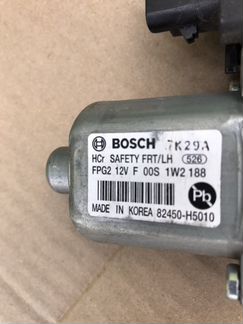 BOSCH 7K29A
HCr SAFETY FRT/LH 526
FPG2 12V F 00S 1W2 188
Pb
MADE IN KOREA 82450-H5010